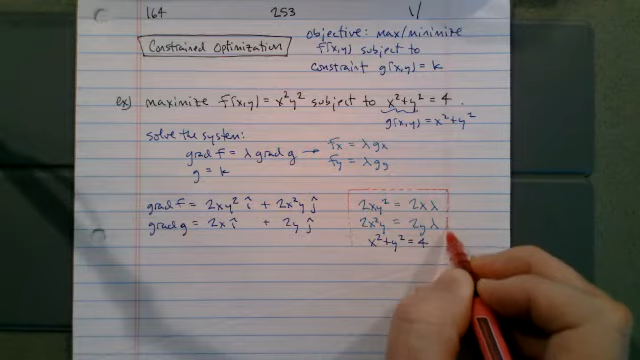 164 253 1/
Constrained Optimization
objective: max/minimize
f(x,y) subject to
constraint g(x,y) = k
ex) maximize f(x,y) = x²y² subject to x²+y² = 4.
g(x,y) = x²+y²
solve the system:
grad f = λ grad g → fx = λ gx
fy = λ gy
g = k
grad f = 2xy² î + 2x²y ĵ
grad g = 2x î + 2y ĵ
2xy² = 2xλ
2x²y = 2yλ
x²+y² = 4